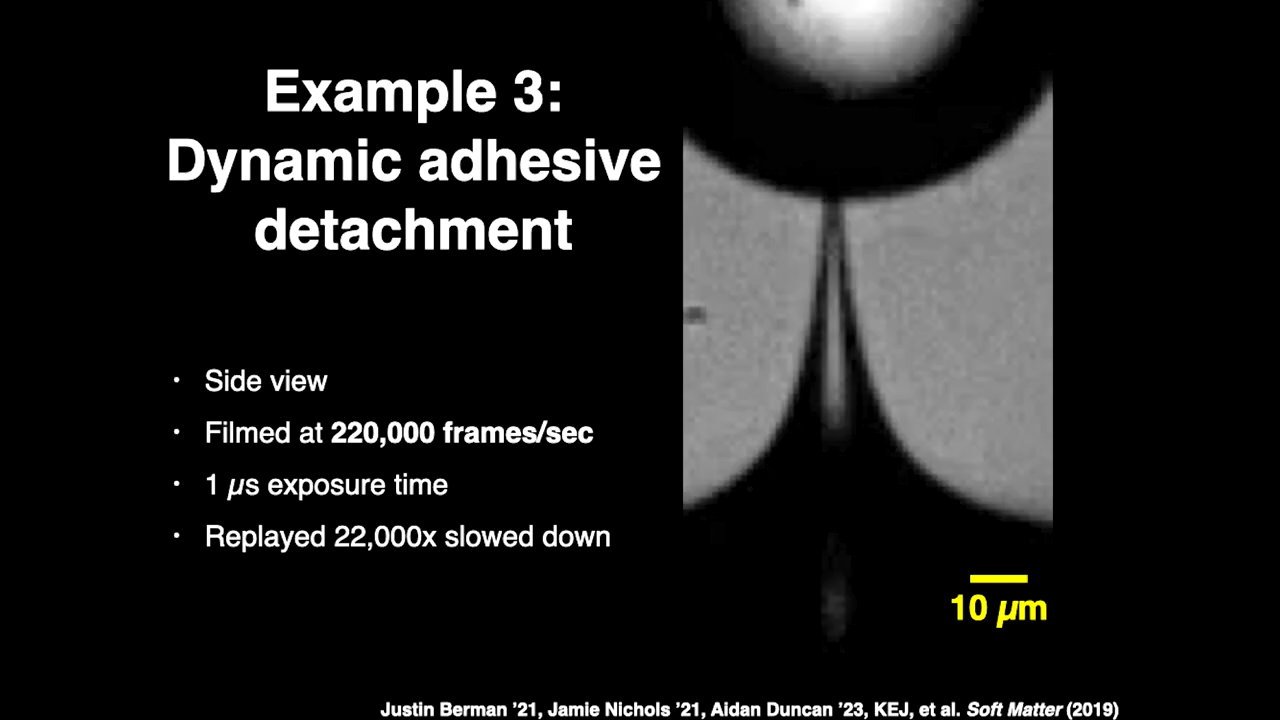 Example 3:
Dynamic adhesive
detachment
• Side view
• Filmed at 220,000 frames/sec
• 1 µs exposure time
• Replayed 22,000x slowed down
10 µm
Justin Berman ’21, Jamie Nichols ’21, Aidan Duncan ’23, KEJ, et al. Soft Matter (2019)